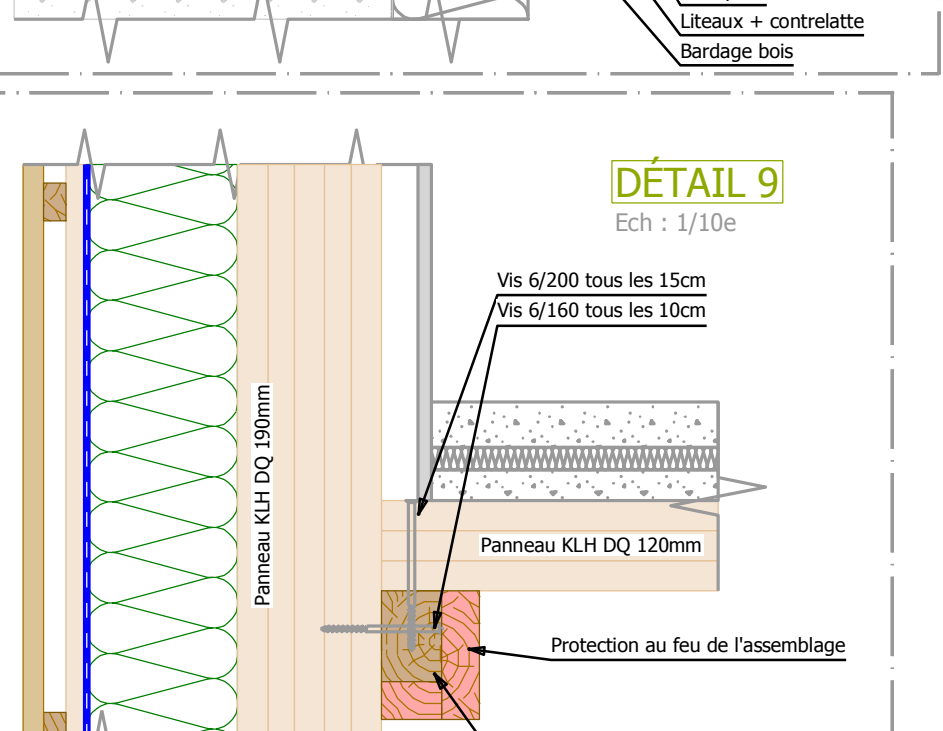 Liteaux + contrelatte
Bardage bois
DÉTAIL 9
Ech : 1/10e
Vis 6/200 tous les 15cm
Vis 6/160 tous les 10cm
Panneau KLH DQ 190mm
Panneau KLH DQ 120mm
Protection au feu de l'assemblage